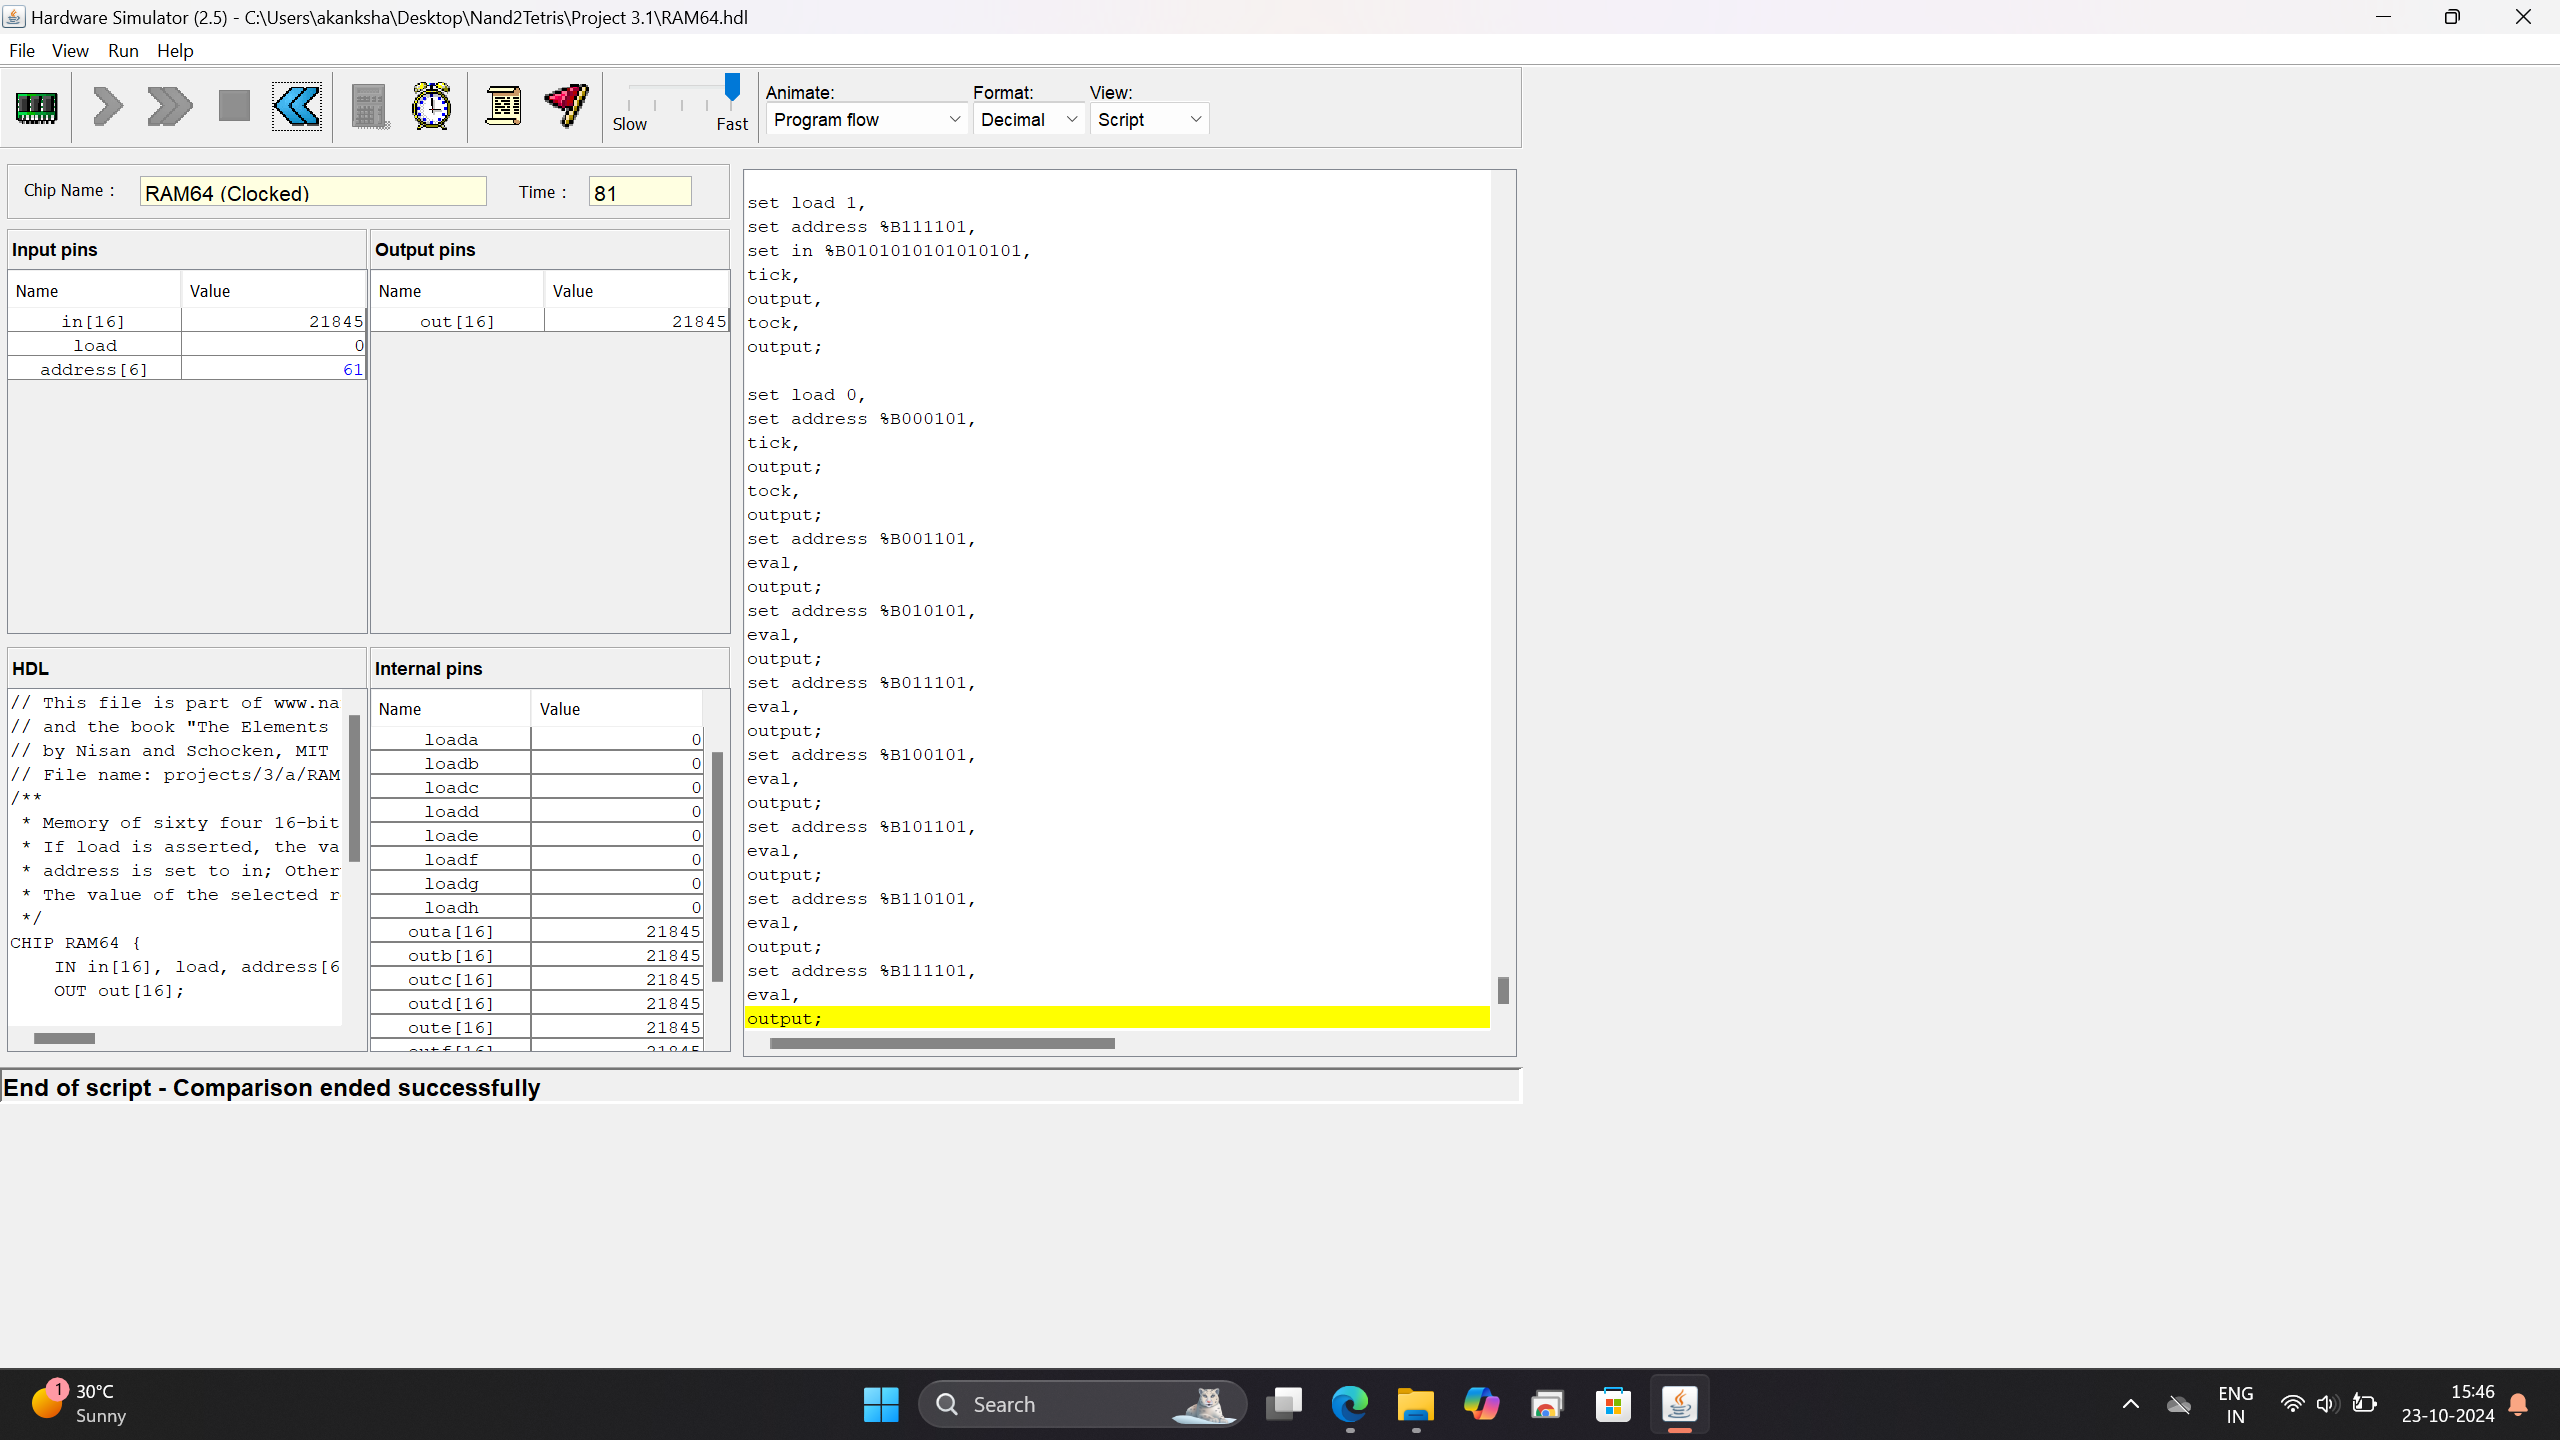 Hardware Simulator (2.5) - C:\Users\akanksha\Desktop\Nand2Tetris\Project 3.1\RAM64.hdl
File View Run Help
Slow Fast
Animate: Format: View:
Program flow Decimal Script
Chip Name : RAM64 (Clocked) Time : 81
Input pins
Name Value
in[16] 21845
load 0
address[6] 61
Output pins
Name Value
out[16] 21845
HDL
// This file is part of www.na
// and the book "The Elements
// by Nisan and Schocken, MIT
// File name: projects/3/a/RAM
/**
* Memory of sixty four 16-bit
* If load is asserted, the va
* address is set to in; Other
* The value of the selected r
*/
CHIP RAM64 {
IN in[16], load, address[6
OUT out[16];
Internal pins
Name Value
loada 0
loadb 0
loadc 0
loadd 0
loade 0
loadf 0
loadg 0
loadh 0
outa[16] 21845
outb[16] 21845
outc[16] 21845
outd[16] 21845
oute[16] 21845
outf[16] 21845
set load 1,
set address %B111101,
set in %B0101010101010101,
tick,
output,
tock,
output;
set load 0,
set address %B000101,
tick,
output;
tock,
output;
set address %B001101,
eval,
output;
set address %B010101,
eval,
output;
set address %B011101,
eval,
output;
set address %B100101,
eval,
output;
set address %B101101,
eval,
output;
set address %B110101,
eval,
output;
set address %B111101,
eval,
output;
End of script - Comparison ended successfully
1
30°C
Sunny
Search
ENG
IN
15:46
23-10-2024